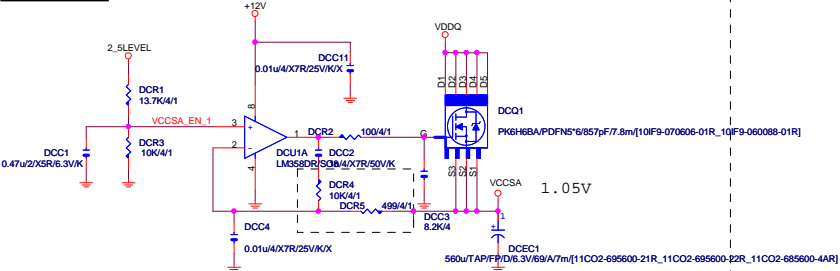 +12V
2_5LEVEL
VDDQ
DCC11
0.01u/4/X7R/25V/K/X
D1
D2
D3
D4
D5
DCR1
13.7K/4/1
8
DCQ1
VCCSA_EN_1
3
+
1
DCR2
100/4/1
G
PK6H6BA/PDFN5*6/857pF/7.8m/[10IF9-070606-01R_10IF9-060088-01R]
DCC1
0.47u/2/X5R/6.3V/K
DCR3
10K/4/1
2
-
DCU1A
LM358DR/SO8
DCC2
/4/X7R/50V/K
4
S3
S2
S1
DCR4
10K/4/1
VCCSA
1.05V
DCR5
499/4/1
DCC3
8.2K/4
1
+
DCC4
0.01u/4/X7R/25V/K/X
DCEC1
560u/TAP/FP/D/6.3V/69/A/7m/[11CO2-695600-21R_11CO2-695600-22R_11CO2-685600-4AR]